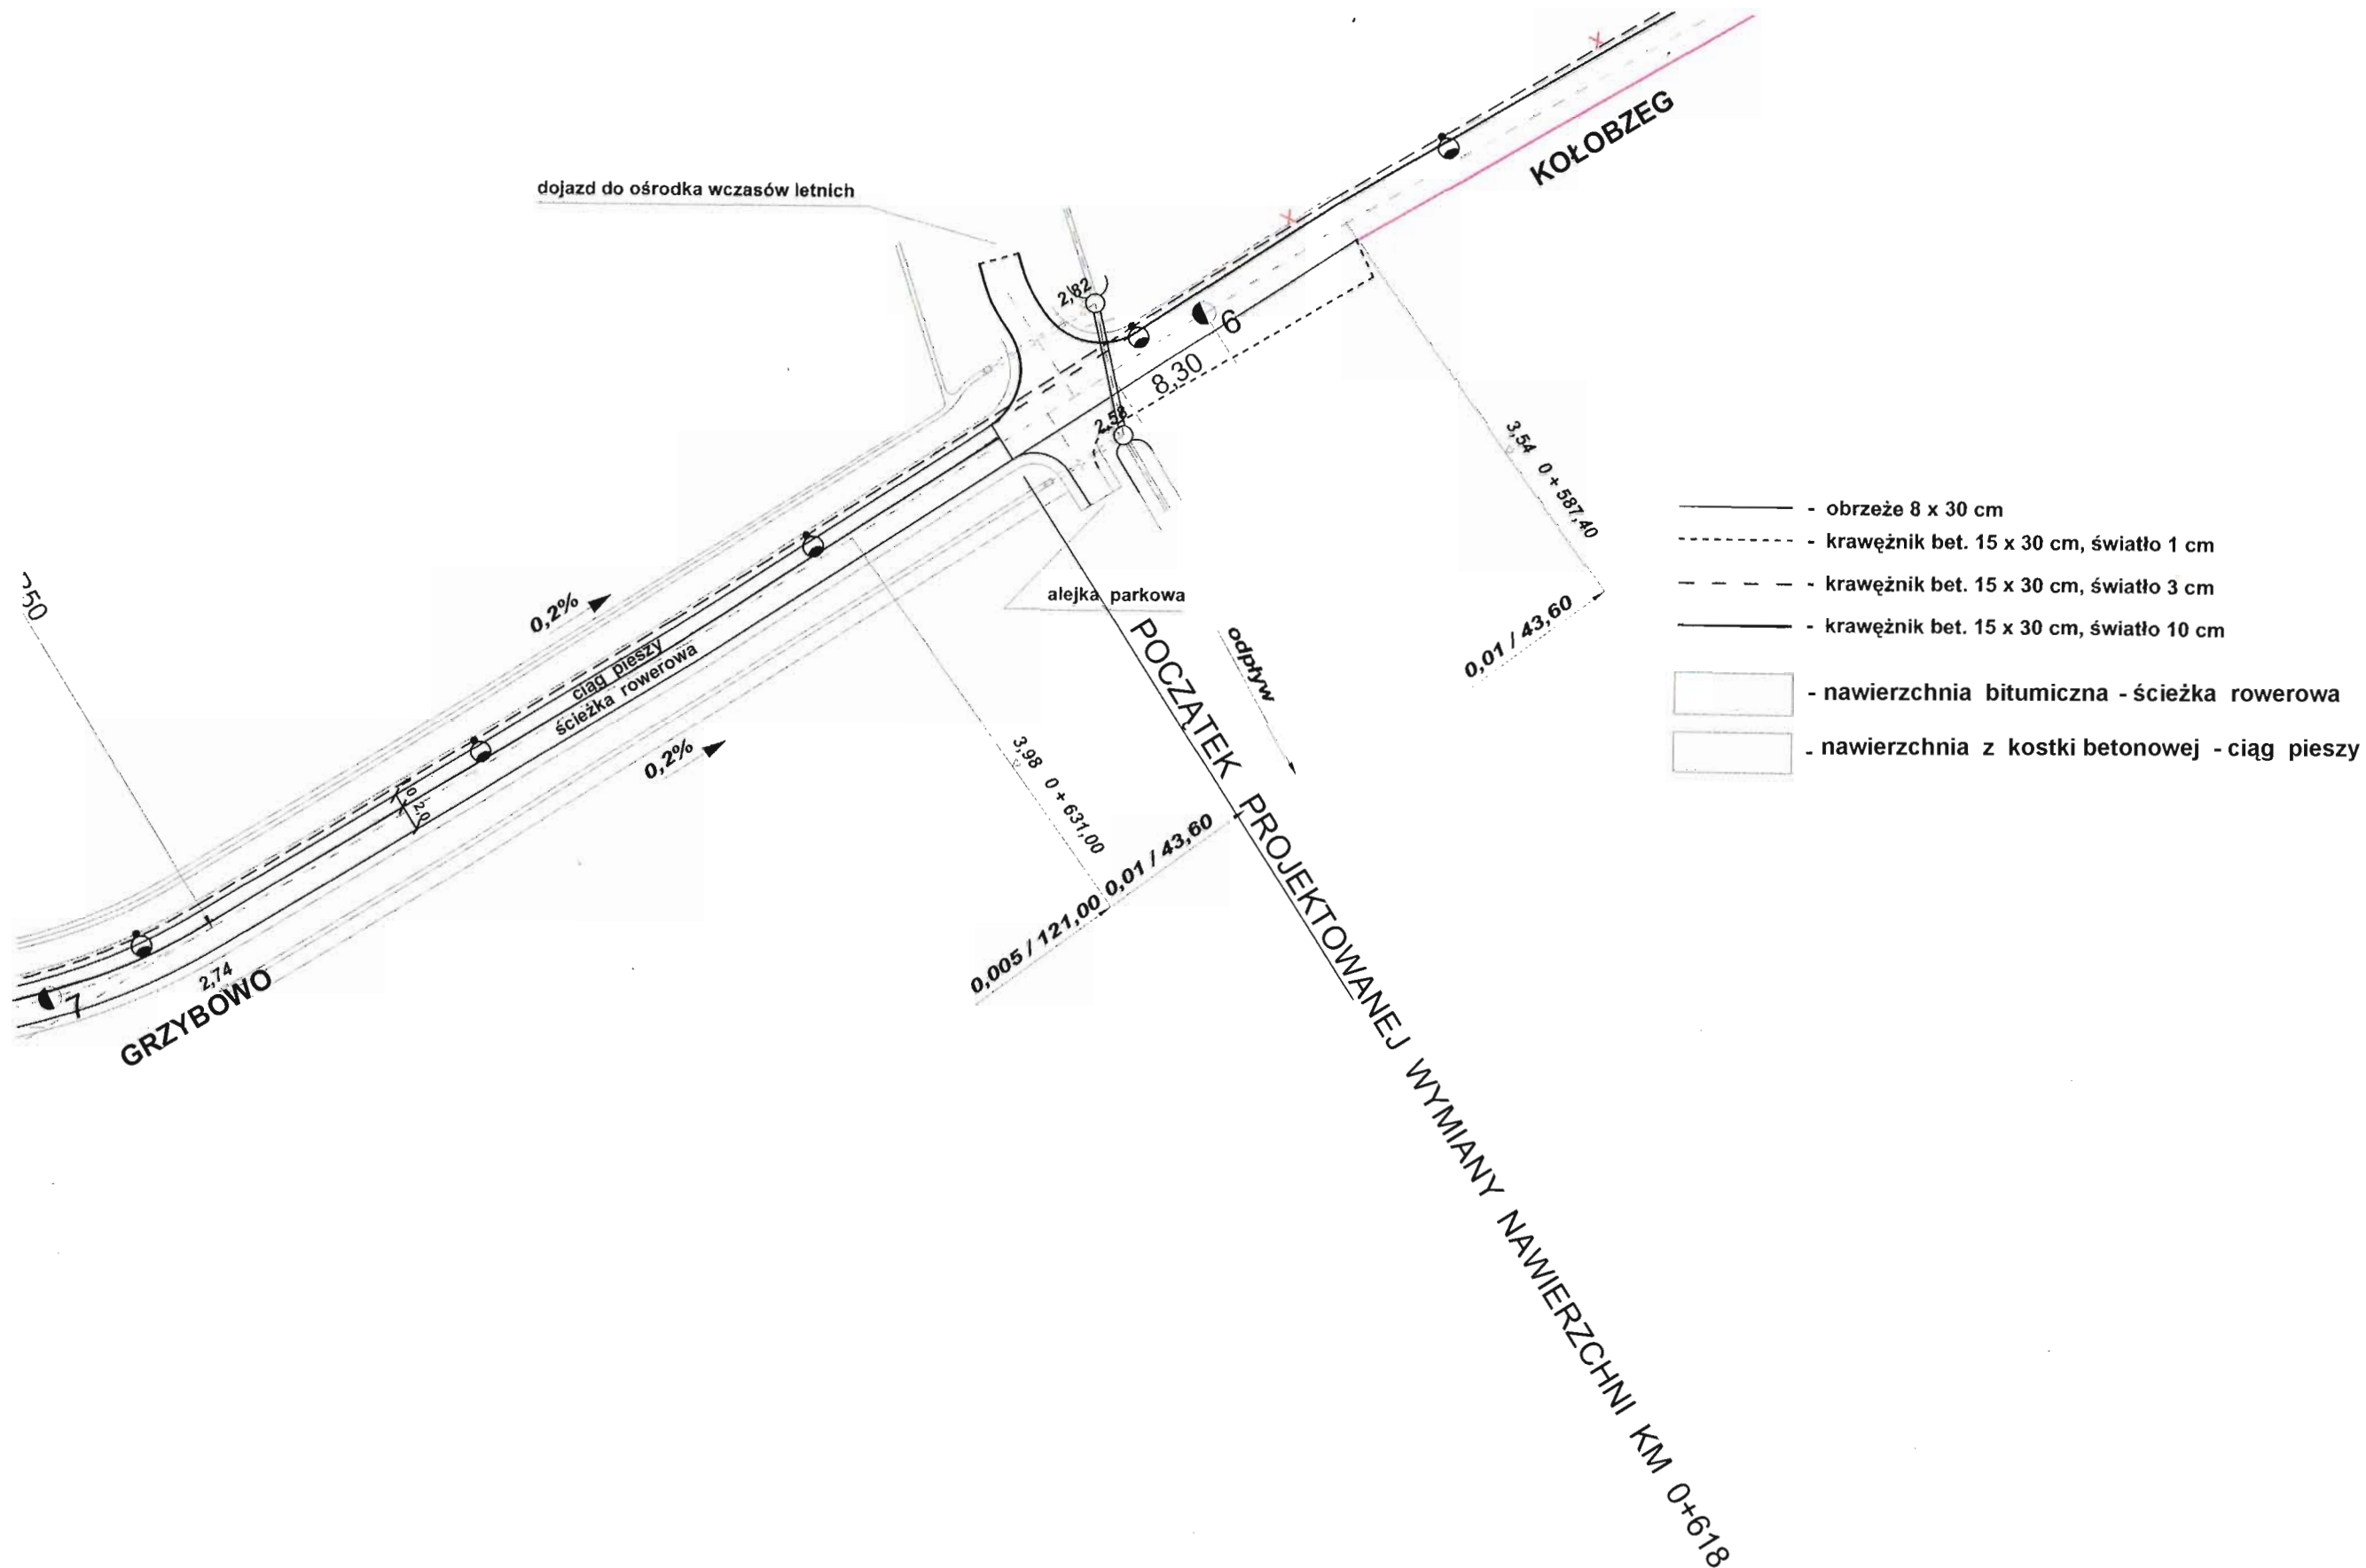 KOŁOBZEG
dojazd do ośrodka wczasów letnich
2,82
6
8,30
2,58
3,54 0 + 587,40
0,01 / 43,60
- obrzeże 8 x 30 cm
- krawężnik bet. 15 x 30 cm, światło 1 cm
- krawężnik bet. 15 x 30 cm, światło 3 cm
- krawężnik bet. 15 x 30 cm, światło 10 cm
- nawierzchnia bitumiczna - ścieżka rowerowa
- nawierzchnia z kostki betonowej - ciąg pieszy
alejka parkowa
odpływ
0,2%
ciąg pieszy
ścieżka rowerowa
0,2%
3,98 0 + 631,00
0,01 / 43,60
0,005 / 121,00
2,0
2,74
7
GRZYBOWO
POCZĄTEK PROJEKTOWANEJ WYMIANY NAWIERZCHNI KM 0+618